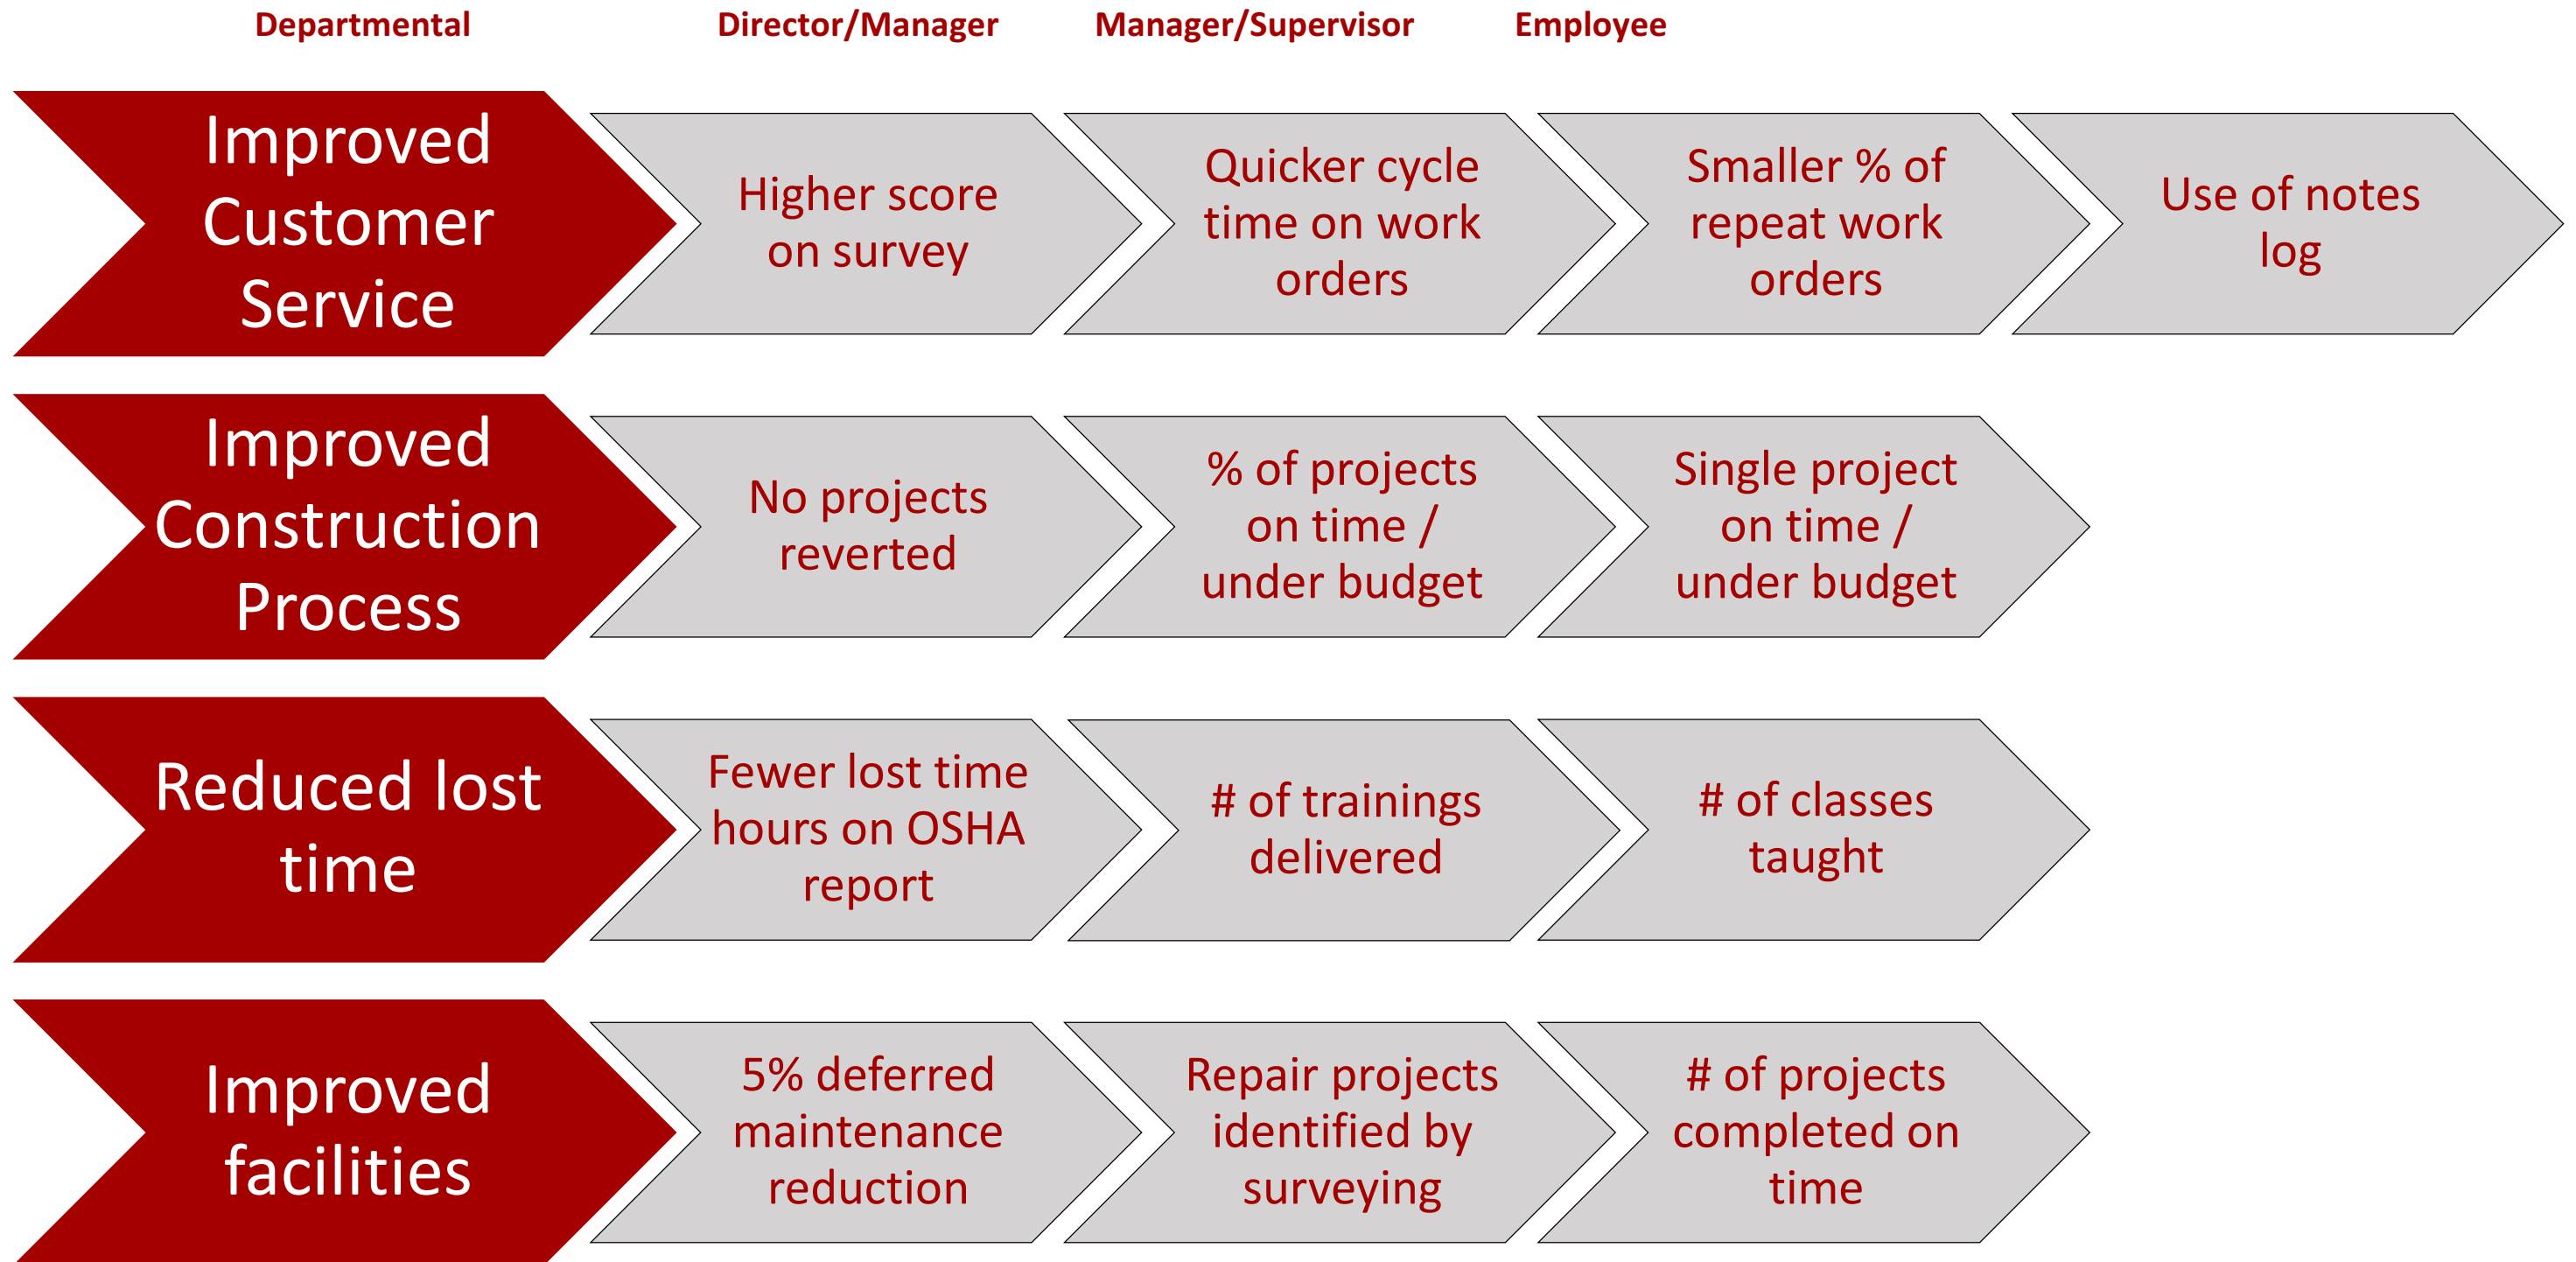 Departmental Director/Manager Manager/Supervisor Employee
Improved
Customer
Service
Higher score
on survey
Quicker cycle
time on work
orders
Smaller % of
repeat work
orders
Use of notes
log
Improved
Construction
Process
No projects
reverted
% of projects
on time /
under budget
Single project
on time /
under budget
Reduced lost
time
Fewer lost time
hours on OSHA
report
# of trainings
delivered
# of classes
taught
Improved
facilities
5% deferred
maintenance
reduction
Repair projects
identified by
surveying
# of projects
completed on
time